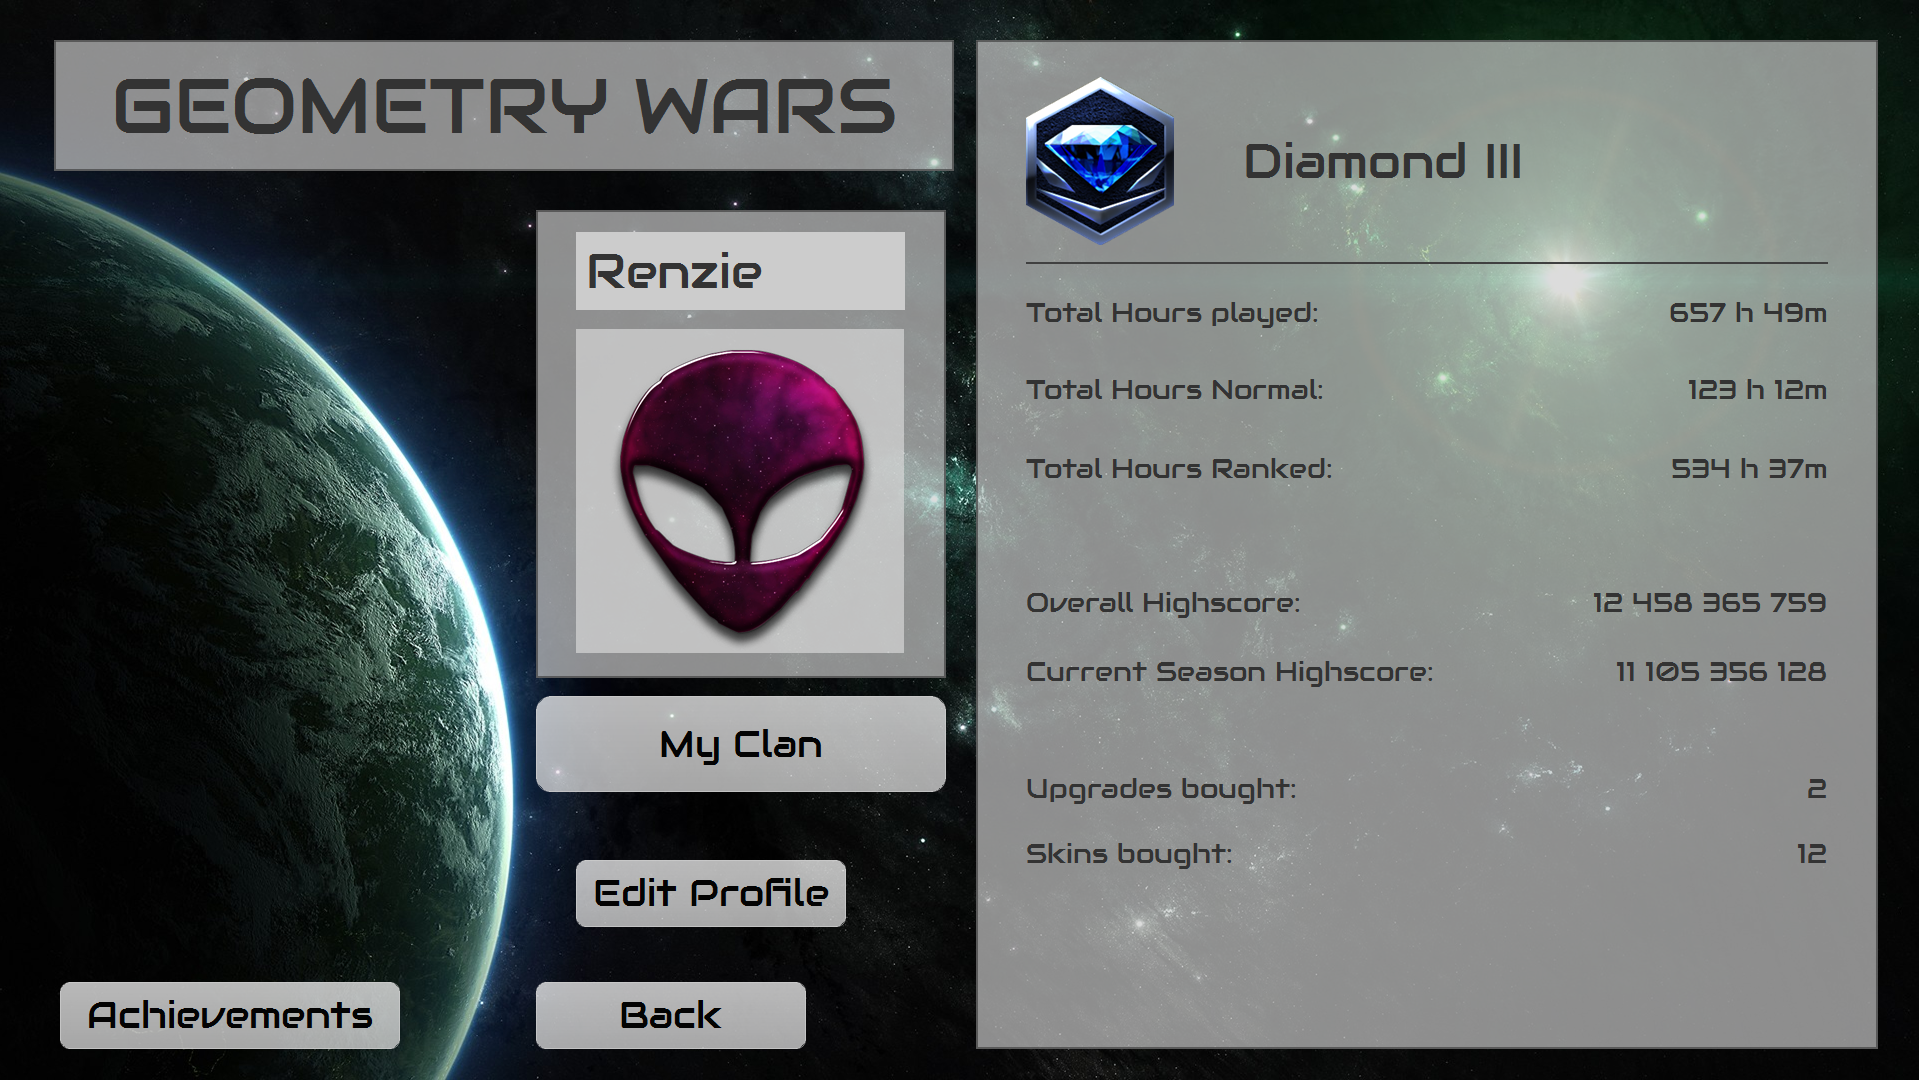 GEOMETRY WARS
Renzie
My Clan
Edit Profile
Achievements
Back
Diamond III
Total Hours played: 657 h 49m
Total Hours Normal: 123 h 12m
Total Hours Ranked: 534 h 37m
Overall Highscore: 12 458 365 759
Current Season Highscore: 11 105 356 128
Upgrades bought: 2
Skins bought: 12